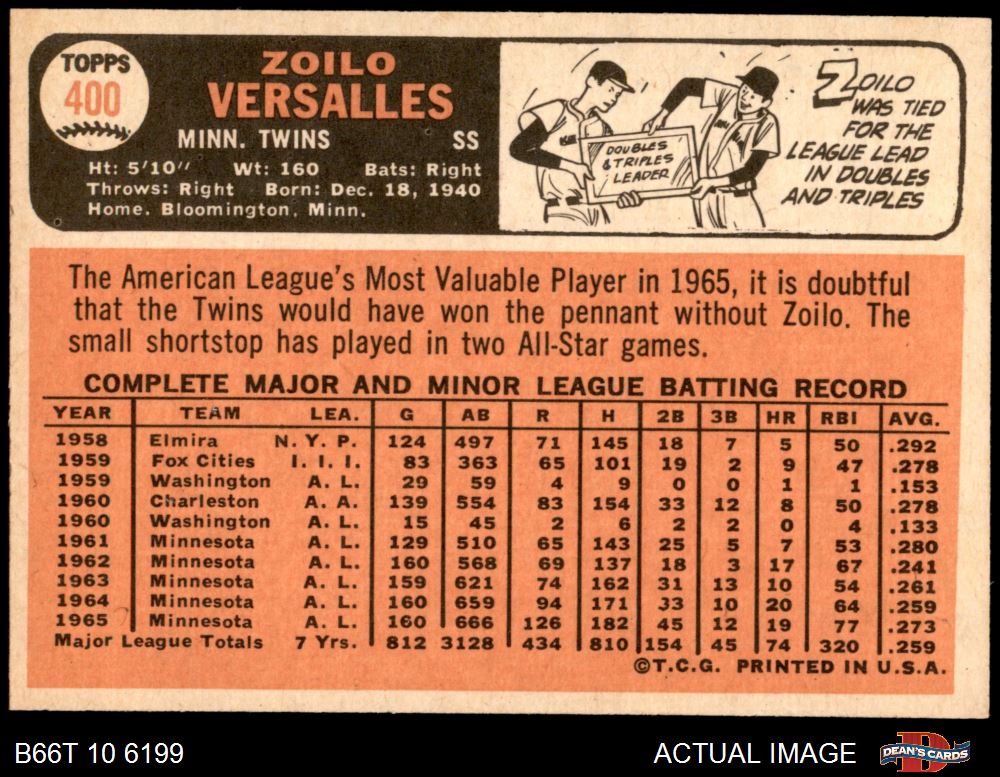 TOPPS
400
ZOILO
VERSALLES
MINN. TWINS SS
Ht: 5'10" Wt: 160 Bats: Right
Throws: Right Born: Dec. 18, 1940
Home. Bloomington, Minn.
DOUBLES
& TRIPLES
LEADER
ZOILO
WAS TIED
FOR THE
LEAGUE LEAD
IN DOUBLES
AND TRIPLES
The American League's Most Valuable Player in 1965, it is doubtful
that the Twins would have won the pennant without Zoilo. The
small shortstop has played in two All-Star games.
COMPLETE MAJOR AND MINOR LEAGUE BATTING RECORD
YEAR TEAM LEA. G AB R H 2B 3B HR RBI AVG.
1958 Elmira N. Y. P. 124 497 71 145 18 7 5 50 .292
1959 Fox Cities I. I. I. 83 363 65 101 19 2 9 47 .278
1959 Washington A. L. 29 59 4 9 0 0 1 1 .153
1960 Charleston A. A. 139 554 83 154 33 12 8 50 .278
1960 Washington A. L. 15 45 2 6 2 2 0 4 .133
1961 Minnesota A. L. 129 510 65 143 25 5 7 53 .280
1962 Minnesota A. L. 160 568 69 137 18 3 17 67 .241
1963 Minnesota A. L. 159 621 74 162 31 13 10 54 .261
1964 Minnesota A. L. 160 659 94 171 33 10 20 64 .259
1965 Minnesota A. L. 160 666 126 182 45 12 19 77 .273
Major League Totals 7 Yrs. 812 3128 434 810 154 45 74 320 .259
©T.C.G. PRINTED IN U.S.A.
B66T 10 6199
ACTUAL IMAGE
DEAN'S CARDS